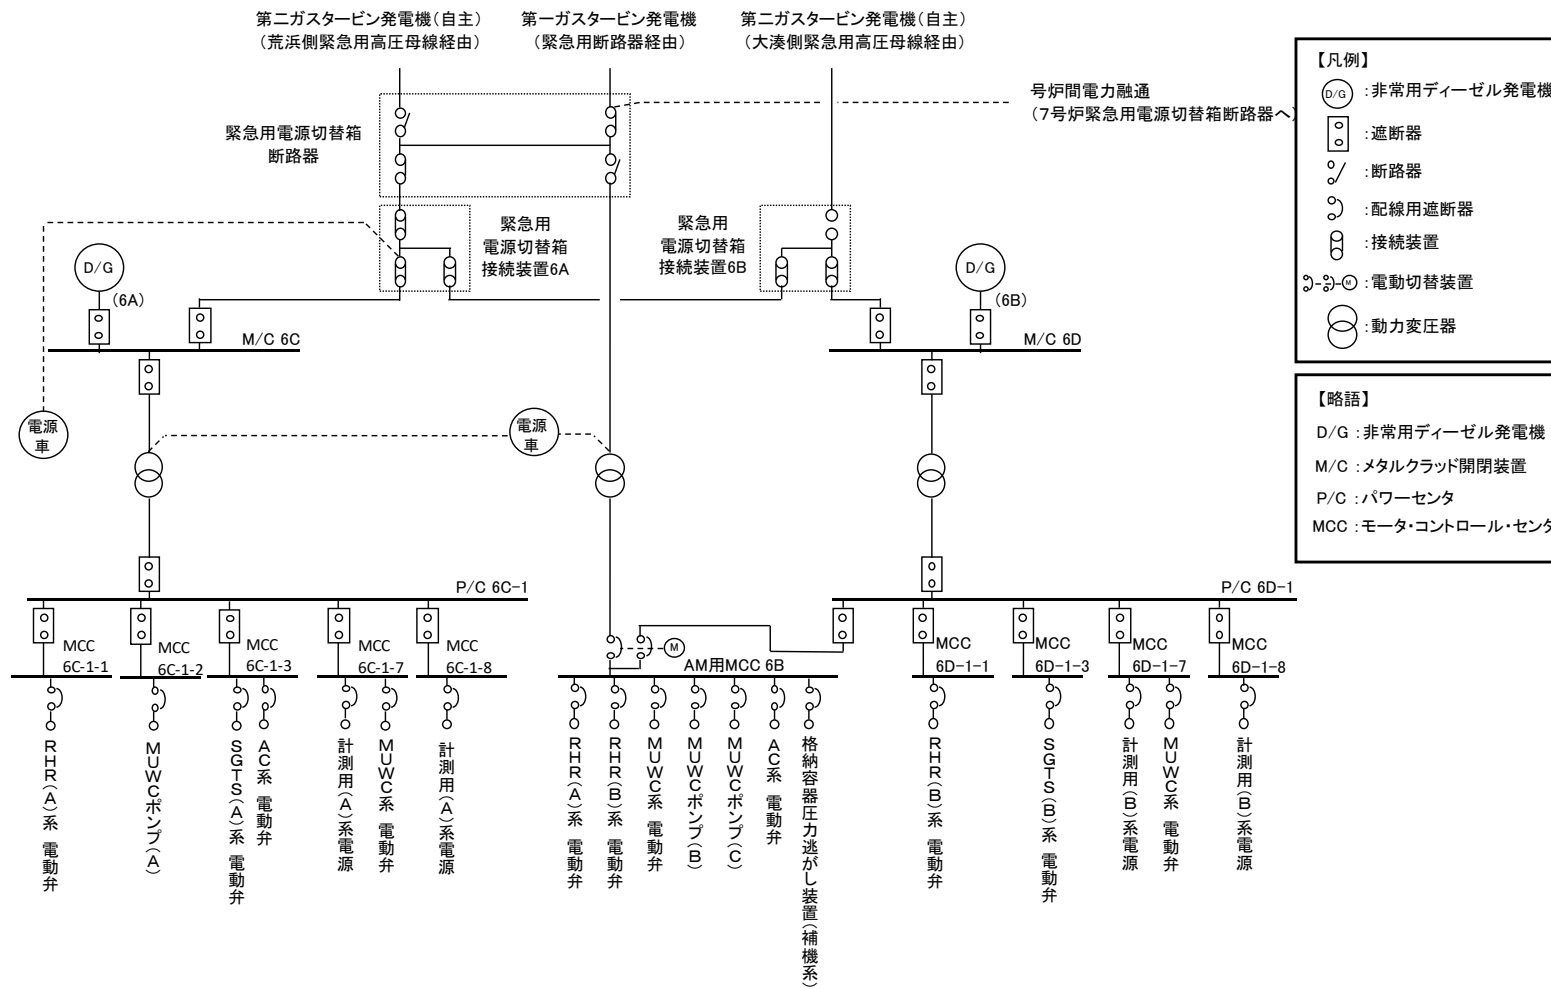 第二ガスタービン発電機(自主)
(荒浜側緊急用高圧母線経由)
第一ガスタービン発電機
(緊急用断路器経由)
第二ガスタービン発電機(自主)
(大湊側緊急用高圧母線経由)
号炉間電力融通
(7号炉緊急用電源切替箱断路器へ)
緊急用電源切替箱
断路器
緊急用
電源切替箱
接続装置6A
緊急用
電源切替箱
接続装置6B
D/G
(6A)
D/G
(6B)
M/C 6C
M/C 6D
電源
車
電源
車
P/C 6C-1
P/C 6D-1
MCC
6C-1-1
MCC
6C-1-2
MCC
6C-1-3
MCC
6C-1-7
MCC
6C-1-8
M
AM用MCC 6B
MCC
6D-1-1
MCC
6D-1-3
MCC
6D-1-7
MCC
6D-1-8
RHR(A)系 電動弁
MUWCポンプ(A)
SGTS(A)系 電動弁
AC系 電動弁
計測用(A)系電源
MUWC系 電動弁
計測用(A)系電源
RHR(A)系 電動弁
RHR(B)系 電動弁
MUWC系 電動弁
MUWCポンプ(B)
MUWCポンプ(C)
AC系 電動弁
格納容器圧力逃がし装置(補機系)
RHR(B)系 電動弁
SGTS(B)系 電動弁
計測用(B)系電源
MUWC系 電動弁
計測用(B)系電源
【凡例】
D/G :非常用ディーゼル発電機
:遮断器
:断路器
:配線用遮断器
:接続装置
M :電動切替装置
:動力変圧器
【略語】
D/G :非常用ディーゼル発電機
M/C :メタルクラッド開閉装置
P/C :パワーセンタ
MCC :モータ・コントロール・センタ